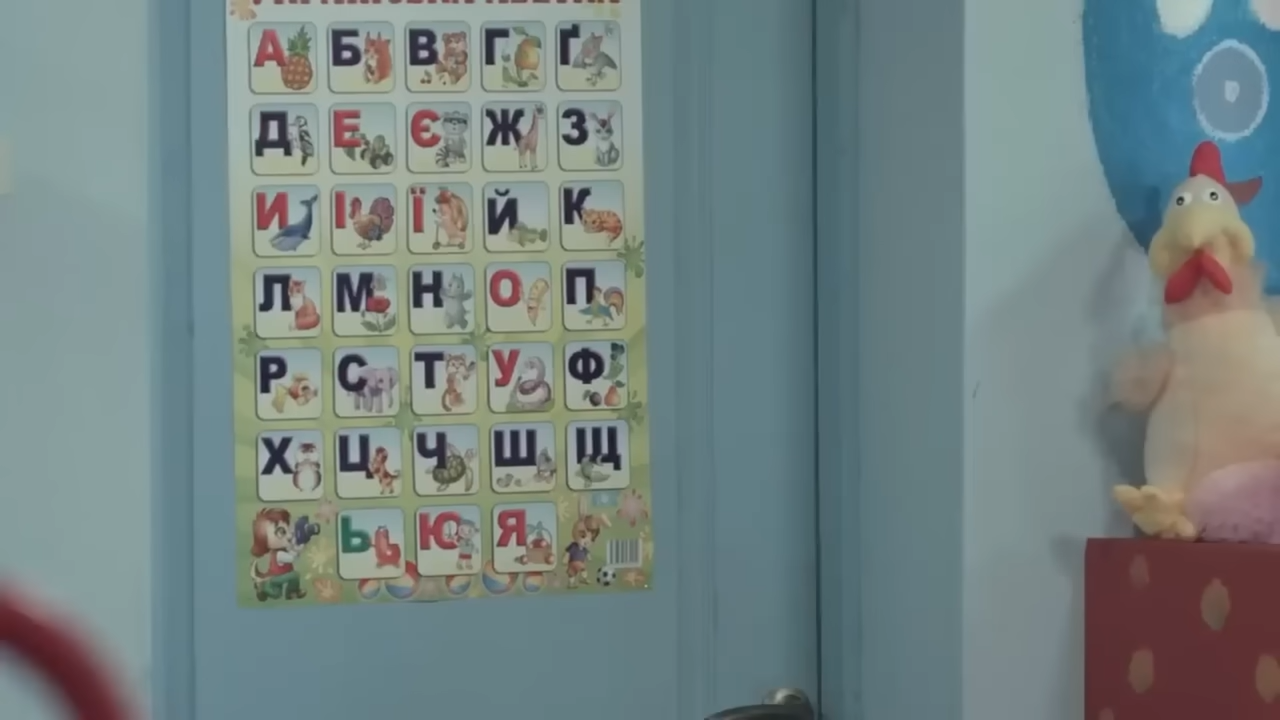 А Б В Г Ґ
Д Е Є Ж З
И І Ї Й К
Л М Н О П
Р С Т У Ф
Х Ц Ч Ш Щ
Ь Ю Я